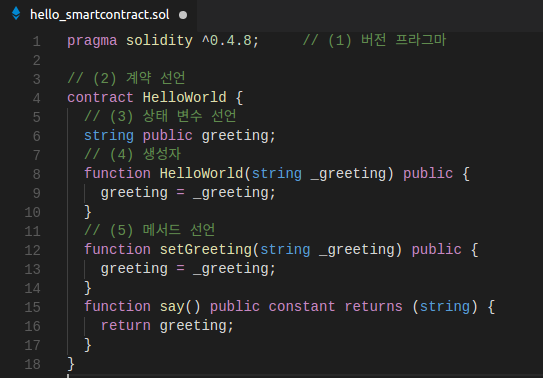 hello_smartcontract.sol
1 pragma solidity ^0.4.8; // (1) 버전 프라그마
2
3 // (2) 계약 선언
4 contract HelloWorld {
5 // (3) 상태 변수 선언
6 string public greeting;
7 // (4) 생성자
8 function HelloWorld(string _greeting) public {
9 greeting = _greeting;
10 }
11 // (5) 메서드 선언
12 function setGreeting(string _greeting) public {
13 greeting = _greeting;
14 }
15 function say() public constant returns (string) {
16 return greeting;
17 }
18 }